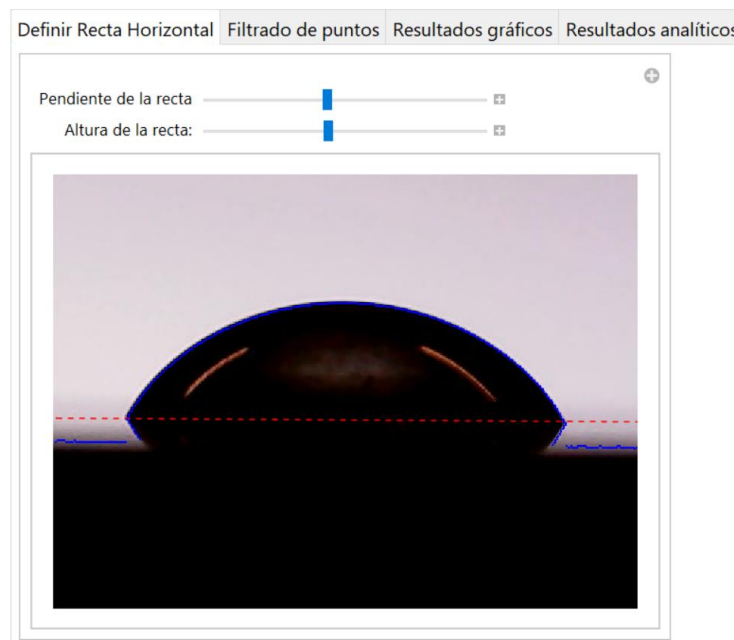 Definir Recta Horizontal Filtrado de puntos Resultados gráficos Resultados analíticos
Pendiente de la recta
Altura de la recta: